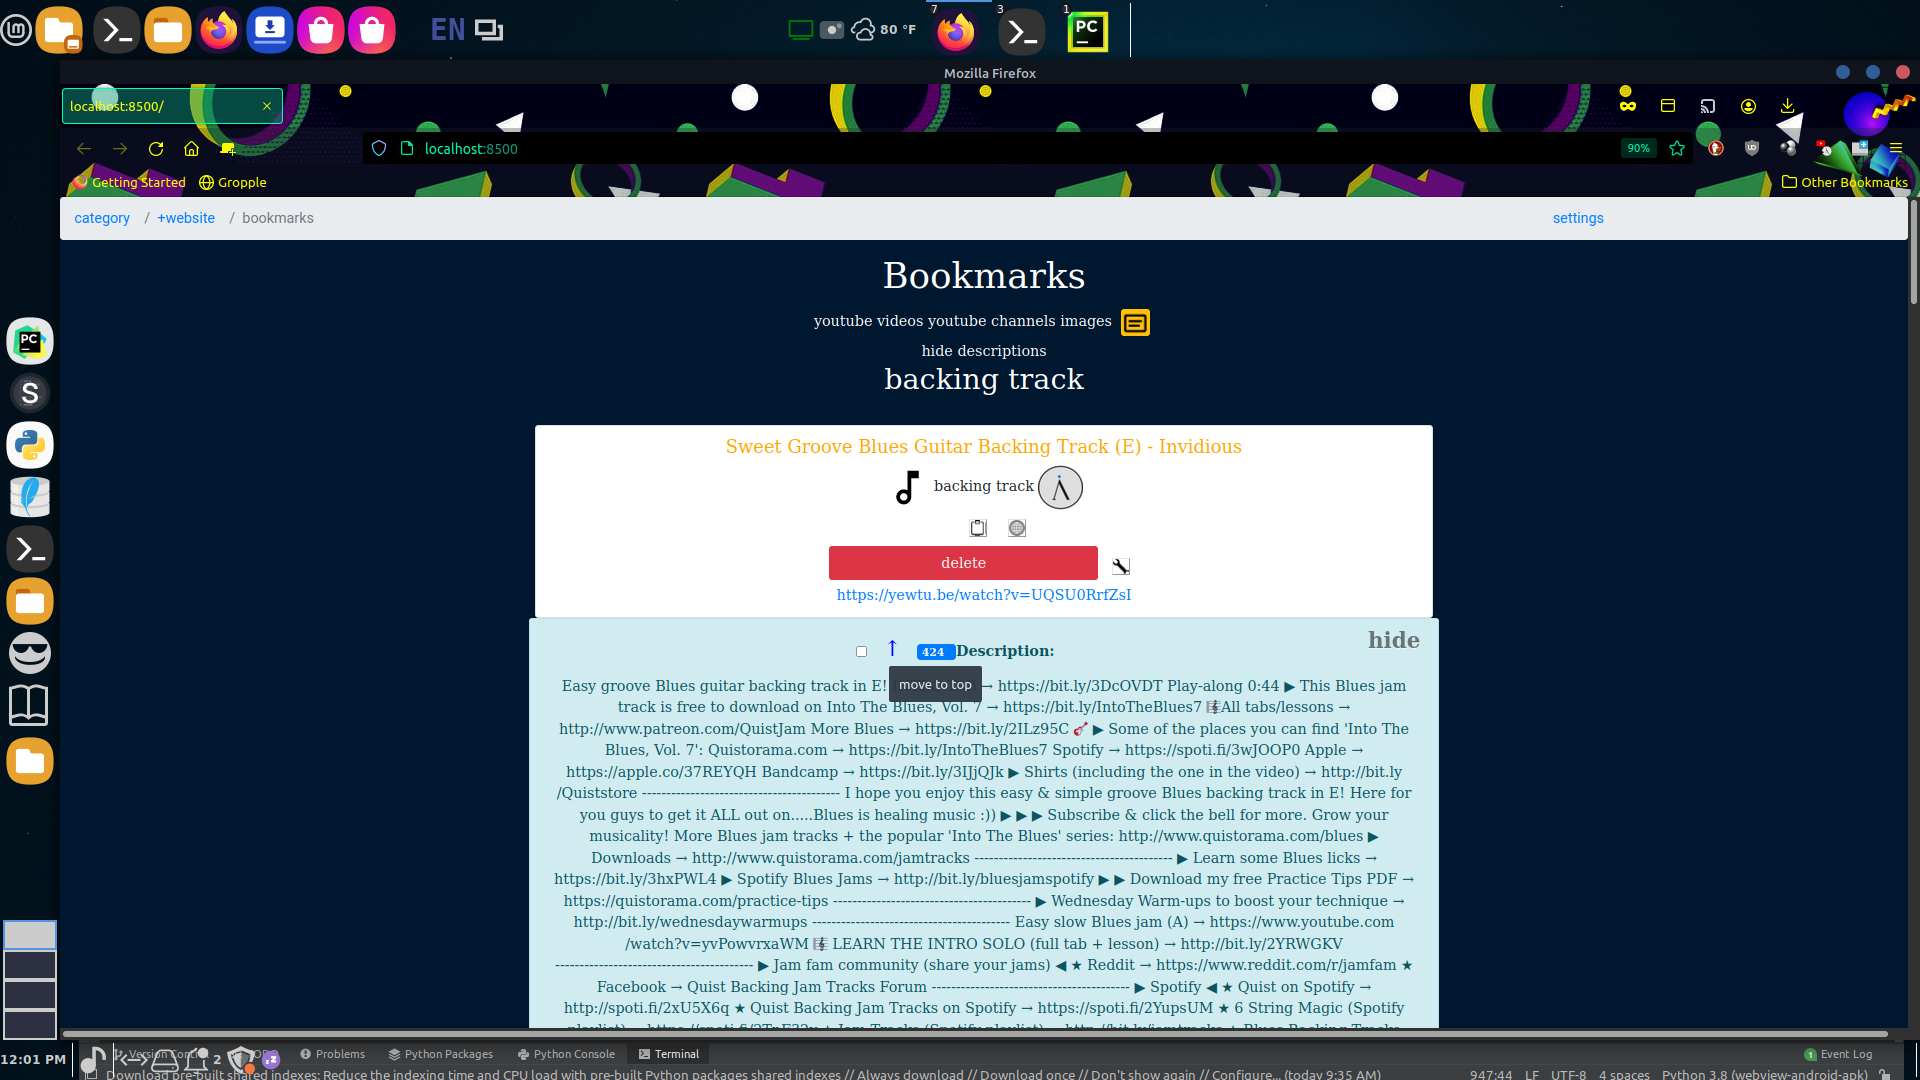 EN
80 °F
7
3
1
PC
Mozilla Firefox
localhost:8500/
localhost:8500
90%
Getting Started
Gropple
Other Bookmarks
category / +website / bookmarks
settings
Bookmarks
youtube videos youtube channels images
hide descriptions
backing track
Sweet Groove Blues Guitar Backing Track (E) - Invidious
backing track
delete
https://yewtu.be/watch?v=UQSU0RrfZsI
hide
424 Description:
move to top
Easy groove Blues guitar backing track in E! → https://bit.ly/3DcOVDT Play-along 0:44 ▶ This Blues jam
track is free to download on Into The Blues, Vol. 7 → https://bit.ly/IntoTheBlues7 🎼All tabs/lessons →
http://www.patreon.com/QuistJam More Blues → https://bit.ly/2ILz95C 🎸 ▶ Some of the places you can find 'Into The
Blues, Vol. 7': Quistorama.com → https://bit.ly/IntoTheBlues7 Spotify → https://spoti.fi/3wJOOP0 Apple →
https://apple.co/37REYQH Bandcamp → https://bit.ly/3IJjQJk ▶ Shirts (including the one in the video) → http://bit.ly
/Quiststore ----------------------------------------- I hope you enjoy this easy & simple groove Blues backing track in E! Here for
you guys to get it ALL out on.....Blues is healing music :)) ▶ ▶ ▶ Subscribe & click the bell for more. Grow your
musicality! More Blues jam tracks + the popular 'Into The Blues' series: http://www.quistorama.com/blues ▶
Downloads → http://www.quistorama.com/jamtracks ----------------------------------------- ▶ Learn some Blues licks →
https://bit.ly/3hxPWL4 ▶ Spotify Blues Jams → http://bit.ly/bluesjamspotify ▶ ▶ Download my free Practice Tips PDF →
https://quistorama.com/practice-tips ----------------------------------------- ▶ Wednesday Warm-ups to boost your technique →
http://bit.ly/wednesdaywarmups ----------------------------------------- Easy slow Blues jam (A) → https://www.youtube.com
/watch?v=yvPowvrxaWM 🎼 LEARN THE INTRO SOLO (full tab + lesson) → http://bit.ly/2YRWGKV
----------------------------------------- ▶ Jam fam community (share your jams) ◀ ★ Reddit → https://www.reddit.com/r/jamfam ★
Facebook → Quist Backing Jam Tracks Forum ----------------------------------------- ▶ Spotify ◀ ★ Quist on Spotify →
http://spoti.fi/2xU5X6q ★ Quist Backing Jam Tracks on Spotify → https://spoti.fi/2YupsUM ★ 6 String Magic (Spotify
12:01 PM
2
Version Control
Problems
Python Packages
Python Console
Terminal
1 Event Log
Download pre-built shared indexes: Reduce the indexing time and CPU load with pre-built Python packages shared indexes // Always download // Download once // Don't show again // Configure... (today 9:35 AM)
947:44 LF UTF-8 4 spaces Python 3.8 (webview-android-apk)